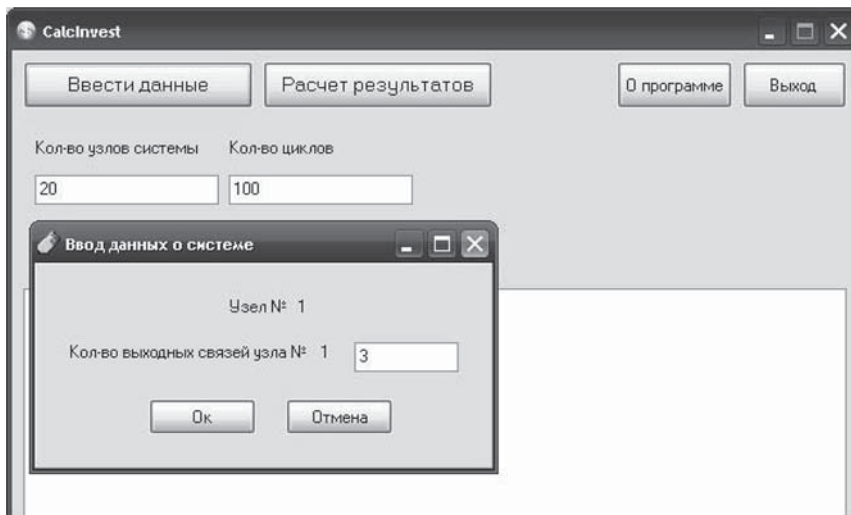 CalcInvest
Ввести данные Расчет результатов О программе Выход
Кол-во узлов системы Кол-во циклов
20 100
Ввод данных о системе
Узел № 1
Кол-во выходных связей узла № 1 3
Ок Отмена